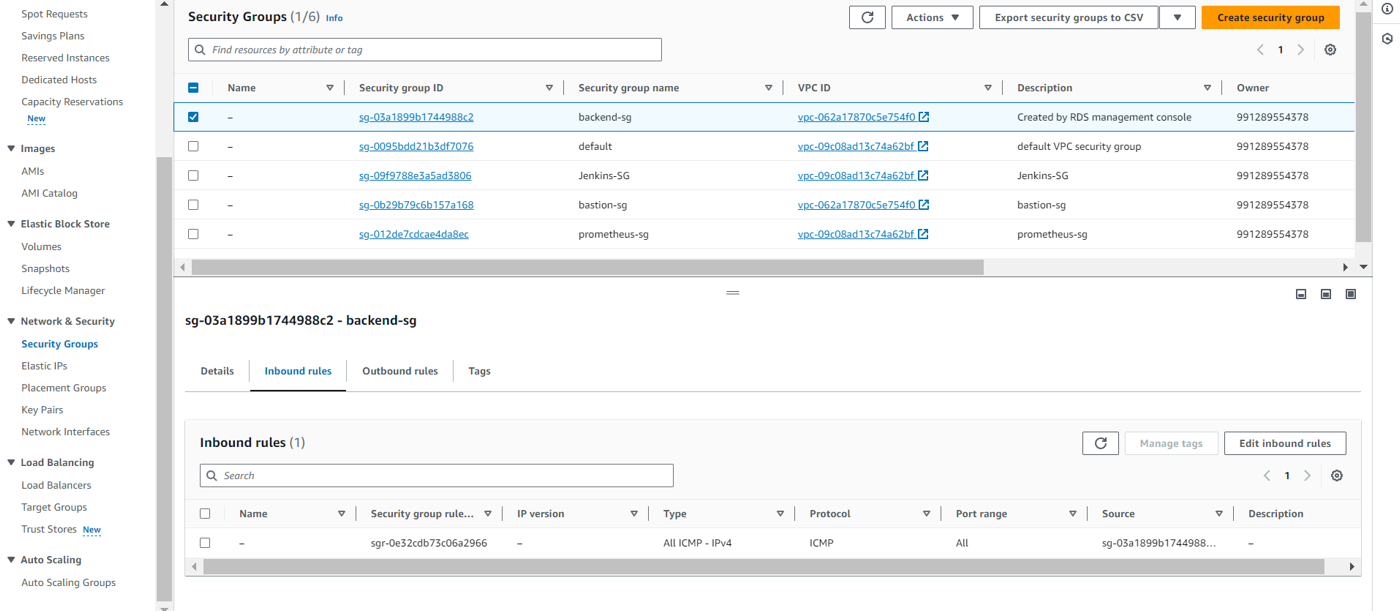 Spot Requests
Savings Plans
Reserved Instances
Dedicated Hosts
Capacity Reservations
New
Images
AMIs
AMI Catalog
Elastic Block Store
Volumes
Snapshots
Lifecycle Manager
Network & Security
Security Groups
Elastic IPs
Placement Groups
Key Pairs
Network Interfaces
Load Balancing
Load Balancers
Target Groups
Trust Stores New
Auto Scaling
Auto Scaling Groups
Security Groups (1/6) Info
Actions
Export security groups to CSV
Create security group
Find resources by attribute or tag
1
Name Security group ID Security group name VPC ID Description Owner
– sg-03a1899b1744988c2 backend-sg vpc-062a17870c5e754f0 Created by RDS management console 991289554378
– sg-0095bdd21b3df7076 default vpc-09c08ad13c74a62bf default VPC security group 991289554378
– sg-09f9788e3a5ad3806 Jenkins-SG vpc-09c08ad13c74a62bf Jenkins-SG 991289554378
– sg-0b29b79c6b157a168 bastion-sg vpc-062a17870c5e754f0 bastion-sg 991289554378
– sg-012de7cdcae4da8ec prometheus-sg vpc-09c08ad13c74a62bf prometheus-sg 991289554378
sg-03a1899b1744988c2 - backend-sg
Details Inbound rules Outbound rules Tags
Inbound rules (1)
Manage tags
Edit inbound rules
Search
1
Name Security group rule... IP version Type Protocol Port range Source Description
– sgr-0e32cdb73c06a2966 – All ICMP - IPv4 ICMP All sg-03a1899b1744988... –